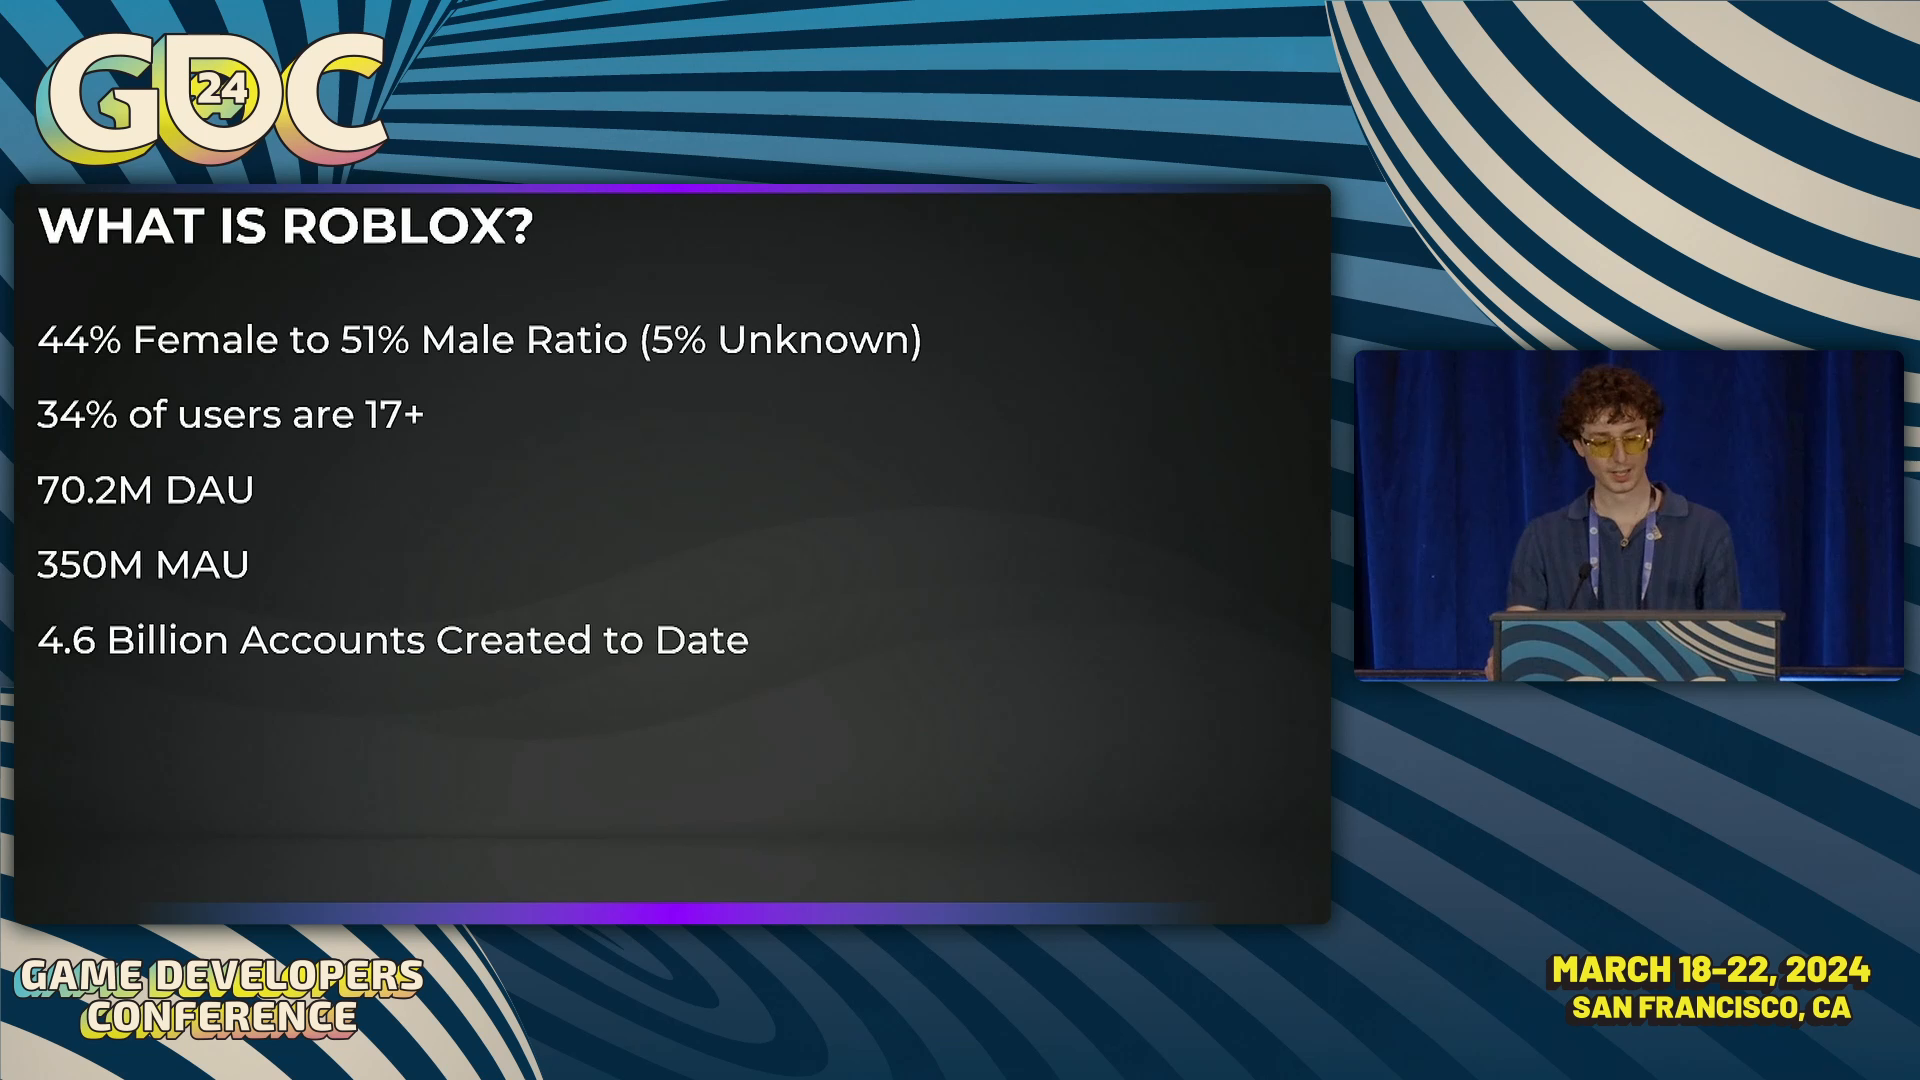 GDC
24
WHAT IS ROBLOX?
44% Female to 51% Male Ratio (5% Unknown)
34% of users are 17+
70.2M DAU
350M MAU
4.6 Billion Accounts Created to Date
GAME DEVELOPERS
CONFERENCE
MARCH 18-22, 2024
SAN FRANCISCO, CA